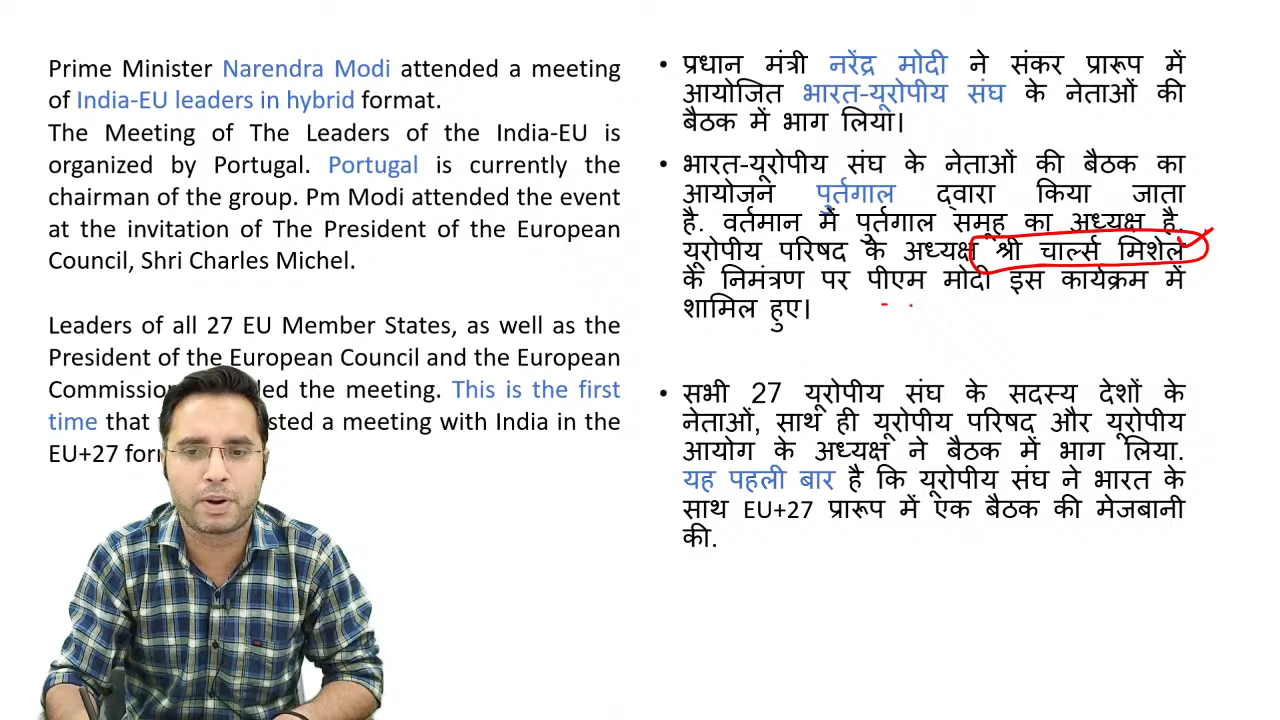 Prime Minister Narendra Modi attended a meeting
of India-EU leaders in hybrid format.
The Meeting of The Leaders of the India-EU is
organized by Portugal. Portugal is currently the
chairman of the group. Pm Modi attended the event
at the invitation of The President of the European
Council, Shri Charles Michel.
Leaders of all 27 EU Member States, as well as the
President of the European Council and the European
Commission the meeting. This is the first
time that a meeting with India in the
EU+27
• प्रधान मंत्री नरेंद्र मोदी ने संकर प्रारूप में
आयोजित भारत-यूरोपीय संघ के नेताओं की
बैठक में भाग लिया।
• भारत-यूरोपीय संघ के नेताओं की बैठक का
आयोजन पुर्तगाल द्वारा किया जाता
है. वर्तमान में पुर्तगाल समूह का अध्यक्ष है.
यूरोपीय परिषद के अध्यक्ष श्री चार्ल्स मिशेल
के निमंत्रण पर पीएम मोदी इस कार्यक्रम में
शामिल हुए।
• सभी 27 यूरोपीय संघ के सदस्य देशों के
नेताओं, साथ ही यूरोपीय परिषद और यूरोपीय
आयोग के अध्यक्ष ने बैठक में भाग लिया.
यह पहली बार है कि यूरोपीय संघ ने भारत के
साथ EU+27 प्रारूप में एक बैठक की मेजबानी
की.